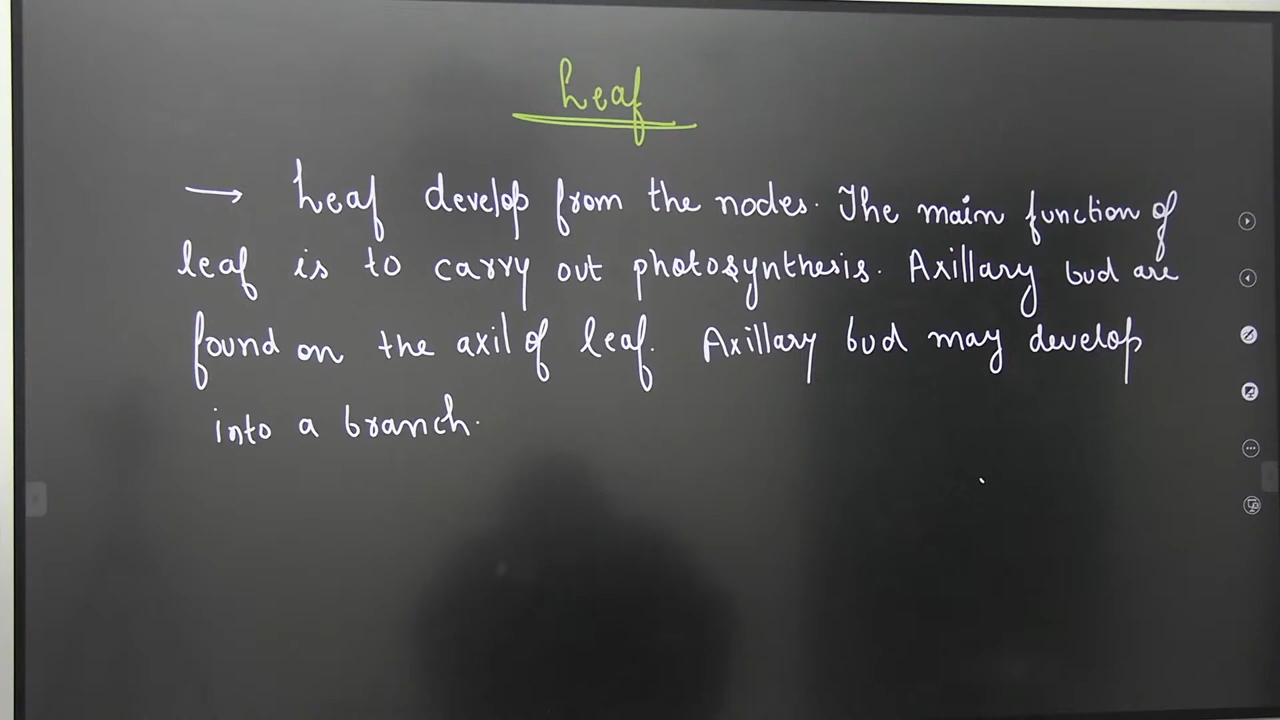 Leaf
→ Leaf develop from the nodes. The main function of
leaf is to carry out photosynthesis. Axillary bud are
found on the axil of leaf. Axillary bud may develop
into a branch.